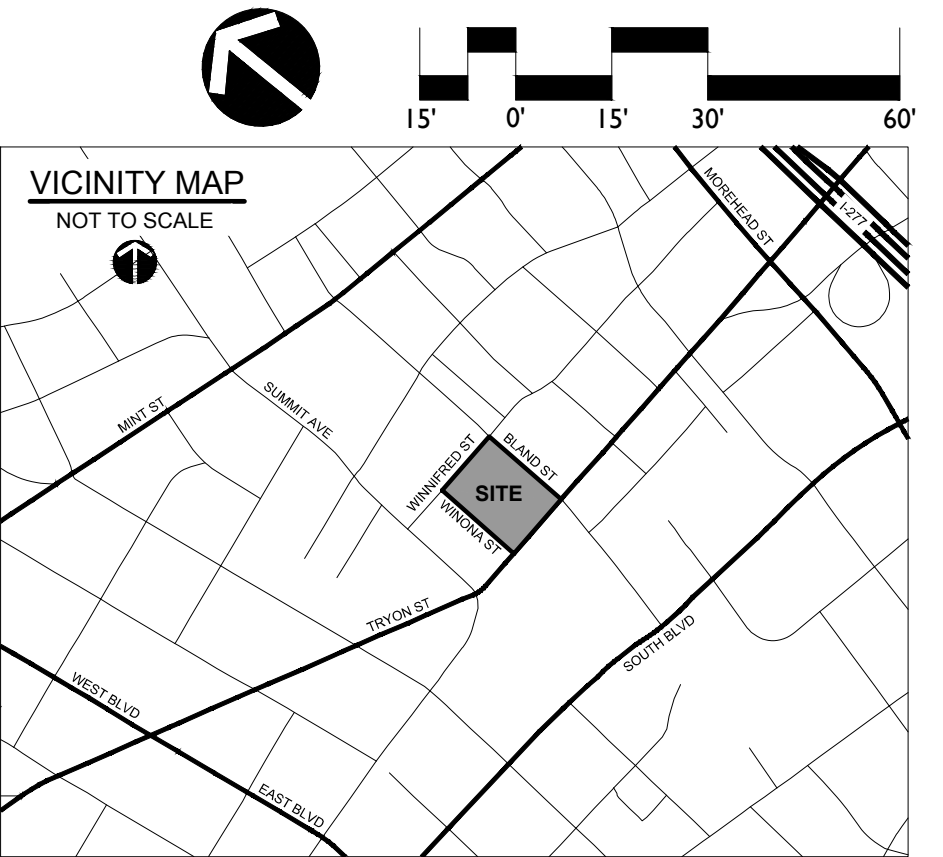 15' 0' 15' 30' 60'
VICINITY MAP
NOT TO SCALE
MOREHEAD ST
I-277
MINT ST
SUMMIT AVE
WINNIFRED ST
BLAND ST
SITE
WINONA ST
TRYON ST
SOUTH BLVD
WEST BLVD
EAST BLVD